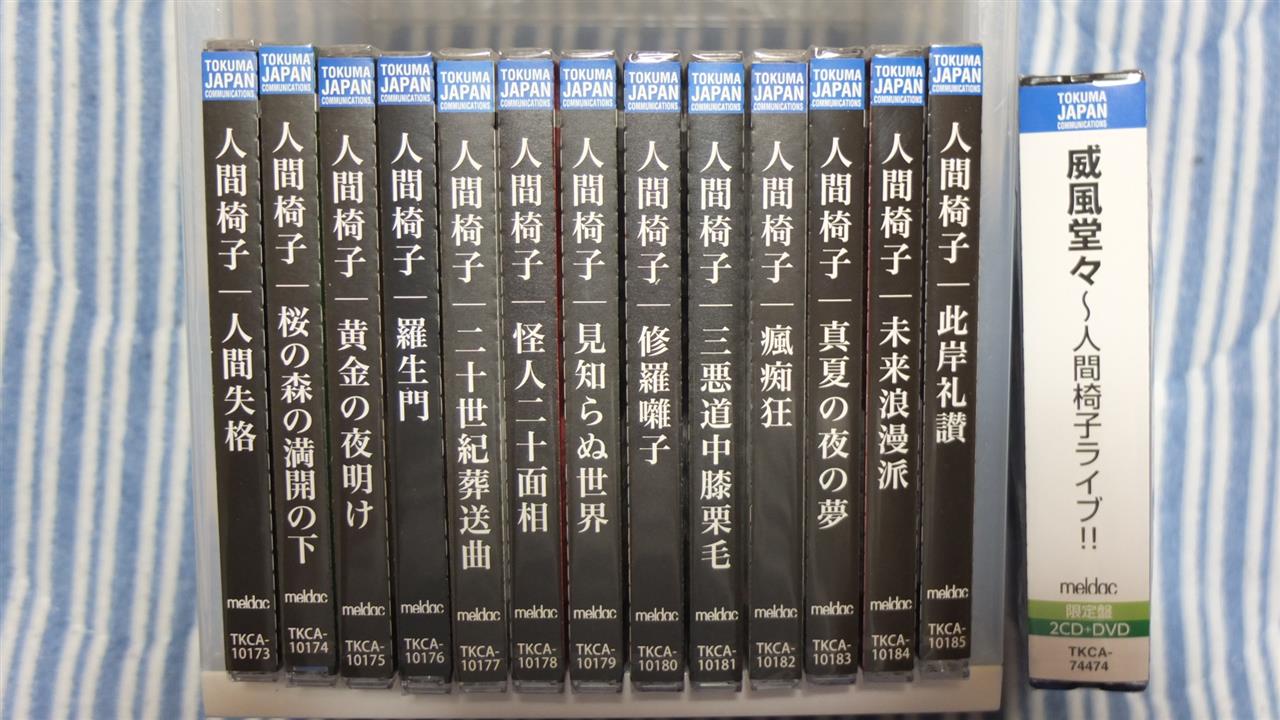 TOKUMA
JAPAN
COMMUNICATIONS
人間椅子｜人間失格
meldac
TKCA-
10173
TOKUMA
JAPAN
COMMUNICATIONS
人間椅子｜桜の森の満開の下
meldac
TKCA-
10174
TOKUMA
JAPAN
COMMUNICATIONS
人間椅子｜黄金の夜明け
meldac
TKCA-
10175
TOKUMA
JAPAN
COMMUNICATIONS
人間椅子｜羅生門
meldac
TKCA-
10176
TOKUMA
JAPAN
COMMUNICATIONS
人間椅子｜二十世紀葬送曲
meldac
TKCA-
10177
TOKUMA
JAPAN
COMMUNICATIONS
人間椅子｜怪人二十面相
meldac
TKCA-
10178
TOKUMA
JAPAN
COMMUNICATIONS
人間椅子｜見知らぬ世界
meldac
TKCA-
10179
TOKUMA
JAPAN
COMMUNICATIONS
人間椅子｜修羅囃子
meldac
TKCA-
10180
TOKUMA
JAPAN
COMMUNICATIONS
人間椅子｜三悪道中膝栗毛
meldac
TKCA-
10181
TOKUMA
JAPAN
COMMUNICATIONS
人間椅子｜瘋痴狂
meldac
TKCA-
10182
TOKUMA
JAPAN
COMMUNICATIONS
人間椅子｜真夏の夜の夢
meldac
TKCA-
10183
TOKUMA
JAPAN
COMMUNICATIONS
人間椅子｜未来浪漫派
meldac
TKCA-
10184
TOKUMA
JAPAN
COMMUNICATIONS
人間椅子｜此岸礼讃
meldac
TKCA-
10185
TOKUMA
JAPAN
COMMUNICATIONS
威風堂々〜人間椅子ライブ!!
meldac
限定盤
2CD+DVD
TKCA-
74474